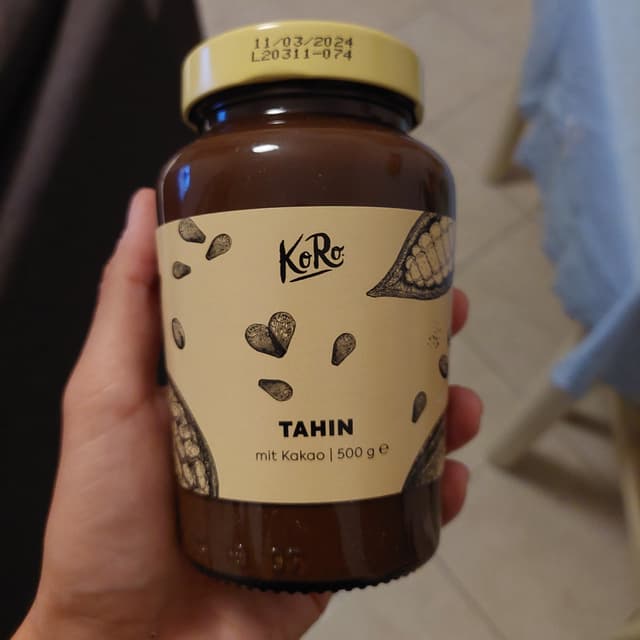 11/03/2024
L20311-074
KoRo
TAHIN
mit Kakao | 500 g ℮